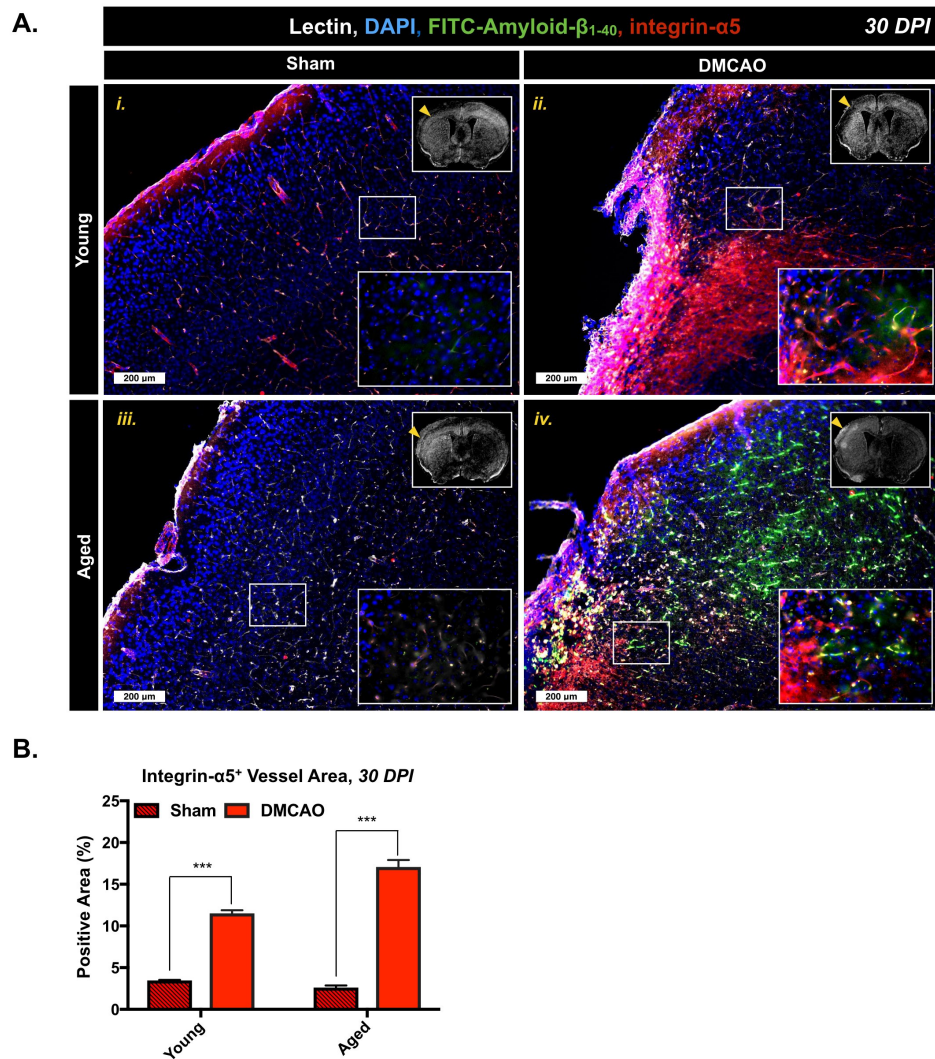 A.
Lectin, DAPI, FITC-Amyloid-β1-40, integrin-α5 30 DPI
Sham DMCAO
Young
i.
ii.
200 µm
200 µm
Aged
iii.
iv.
200 µm
200 µm
B.
Integrin-α5+ Vessel Area, 30 DPI
Sham DMCAO
Positive Area (%)
25
20
15
10
5
0
***
***
Young Aged